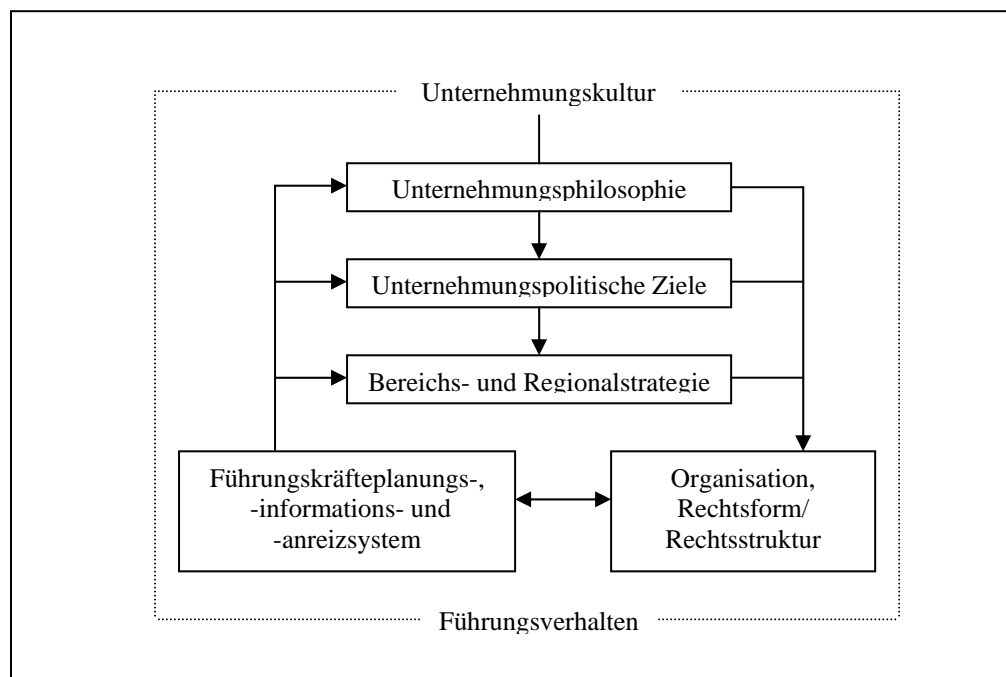 Unternehmungskultur
Unternehmungsphilosophie
Unternehmungspolitische Ziele
Bereichs- und Regionalstrategie
Führungskräfteplanungs-,
-informations- und
-anreizsystem
Organisation,
Rechtsform/
Rechtsstruktur
Führungsverhalten